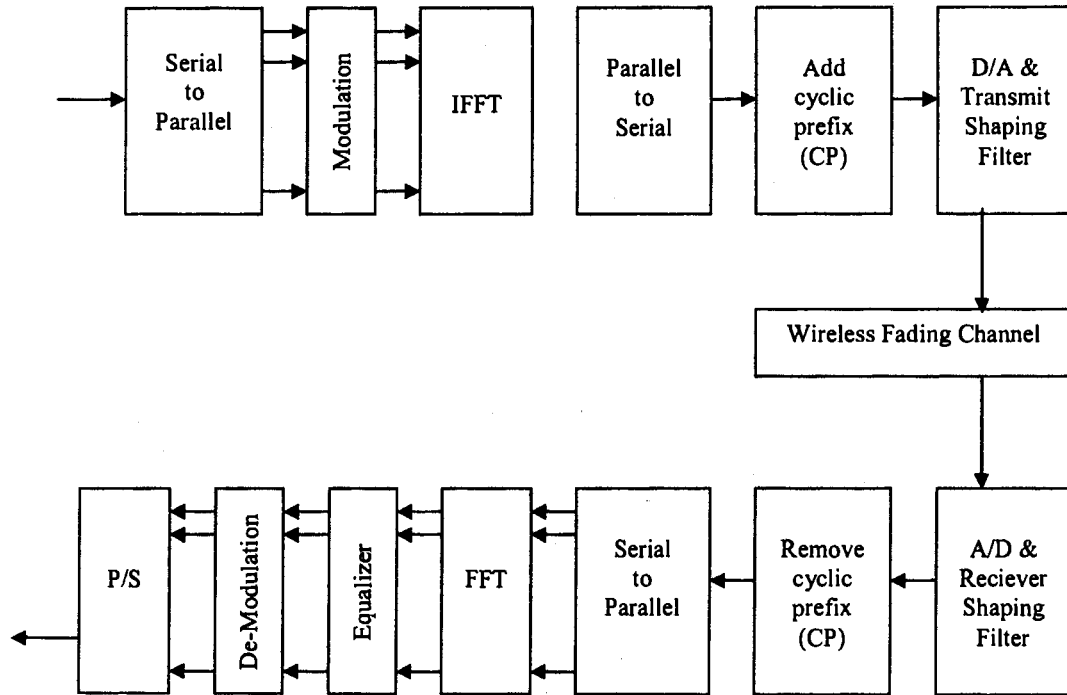 Serial
to
Parallel
Modulation
IFFT
Parallel
to
Serial
Add
cyclic
prefix
(CP)
D/A &
Transmit
Shaping
Filter
Wireless Fading Channel
P/S
De-Modulation
Equalizer
FFT
Serial
to
Parallel
Remove
cyclic
prefix
(CP)
A/D &
Reciever
Shaping
Filter